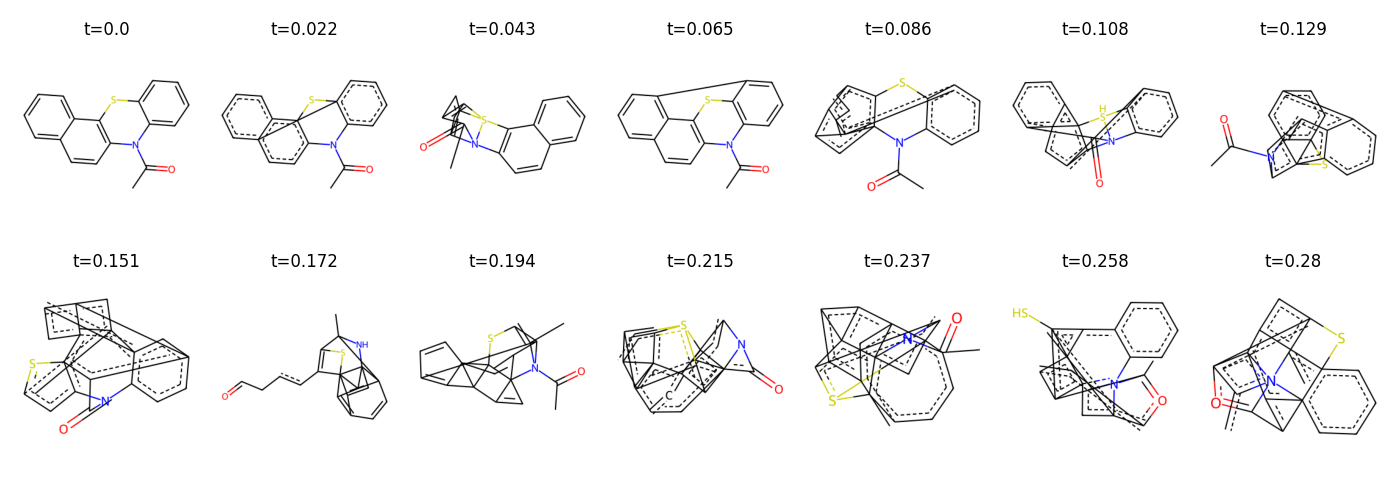 t=0.0 t=0.022 t=0.043 t=0.065 t=0.086 t=0.108 t=0.129
S N O
S N O
S N O
S N O
S N O
H S N O
O N S
t=0.151 t=0.172 t=0.194 t=0.215 t=0.237 t=0.258 t=0.28
S N O
NH S O
S N O
S N C O
O N S
HS N O
S N O